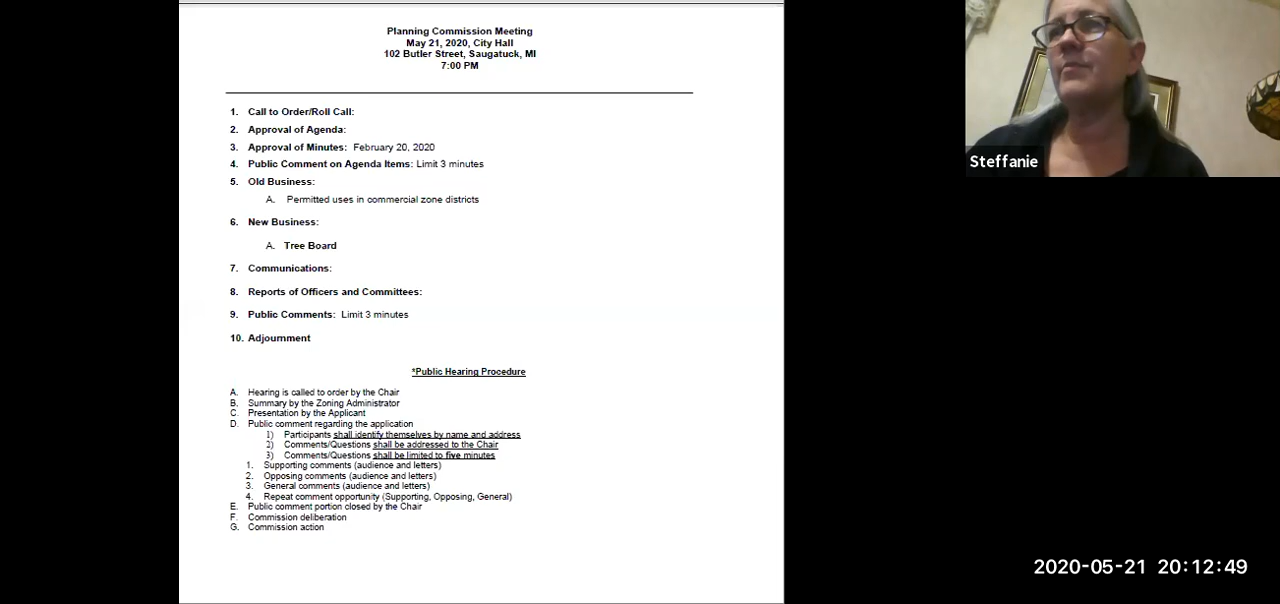 Planning Commission Meeting
May 21, 2020, City Hall
102 Butler Street, Saugatuck, MI
7:00 PM
1. Call to Order/Roll Call:
2. Approval of Agenda:
3. Approval of Minutes: February 20, 2020
4. Public Comment on Agenda Items: Limit 3 minutes
5. Old Business:
A. Permitted uses in commercial zone districts
6. New Business:
A. Tree Board
7. Communications:
8. Reports of Officers and Committees:
9. Public Comments: Limit 3 minutes
10. Adjournment
*Public Hearing Procedure
A. Hearing is called to order by the Chair
B. Summary by the Zoning Administrator
C. Presentation by the Applicant
D. Public comment regarding the application
1) Participants shall identify themselves by name and address
2) Comments/Questions shall be addressed to the Chair
3) Comments/Questions shall be limited to five minutes
1. Supporting comments (audience and letters)
2. Opposing comments (audience and letters)
3. General comments (audience and letters)
4. Repeat comment opportunity (Supporting, Opposing, General)
E. Public comment portion closed by the Chair
F. Commission deliberation
G. Commission action
Steffanie
2020-05-21 20:12:49